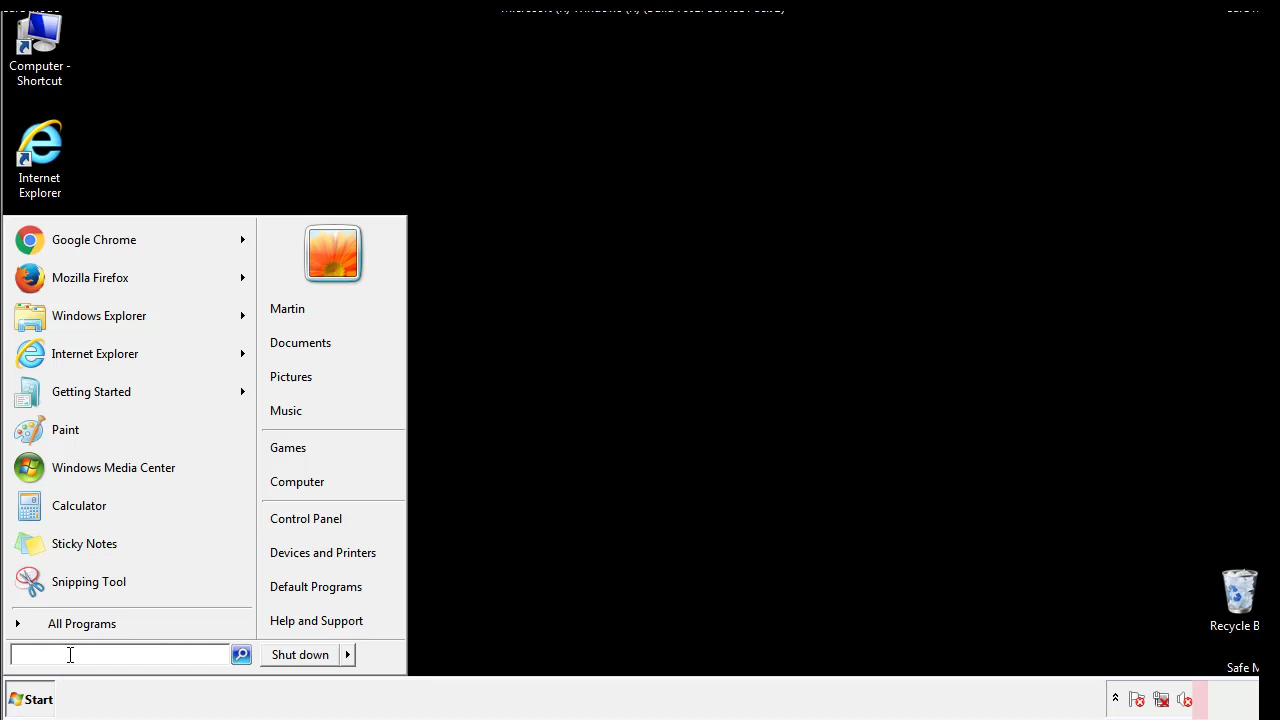 Computer -
Shortcut
Internet
Explorer
Google Chrome
Mozilla Firefox
Windows Explorer
Internet Explorer
Getting Started
Paint
Windows Media Center
Calculator
Sticky Notes
Snipping Tool
All Programs
Martin
Documents
Pictures
Music
Games
Computer
Control Panel
Devices and Printers
Default Programs
Help and Support
Shut down
Start
Recycle B
Safe M